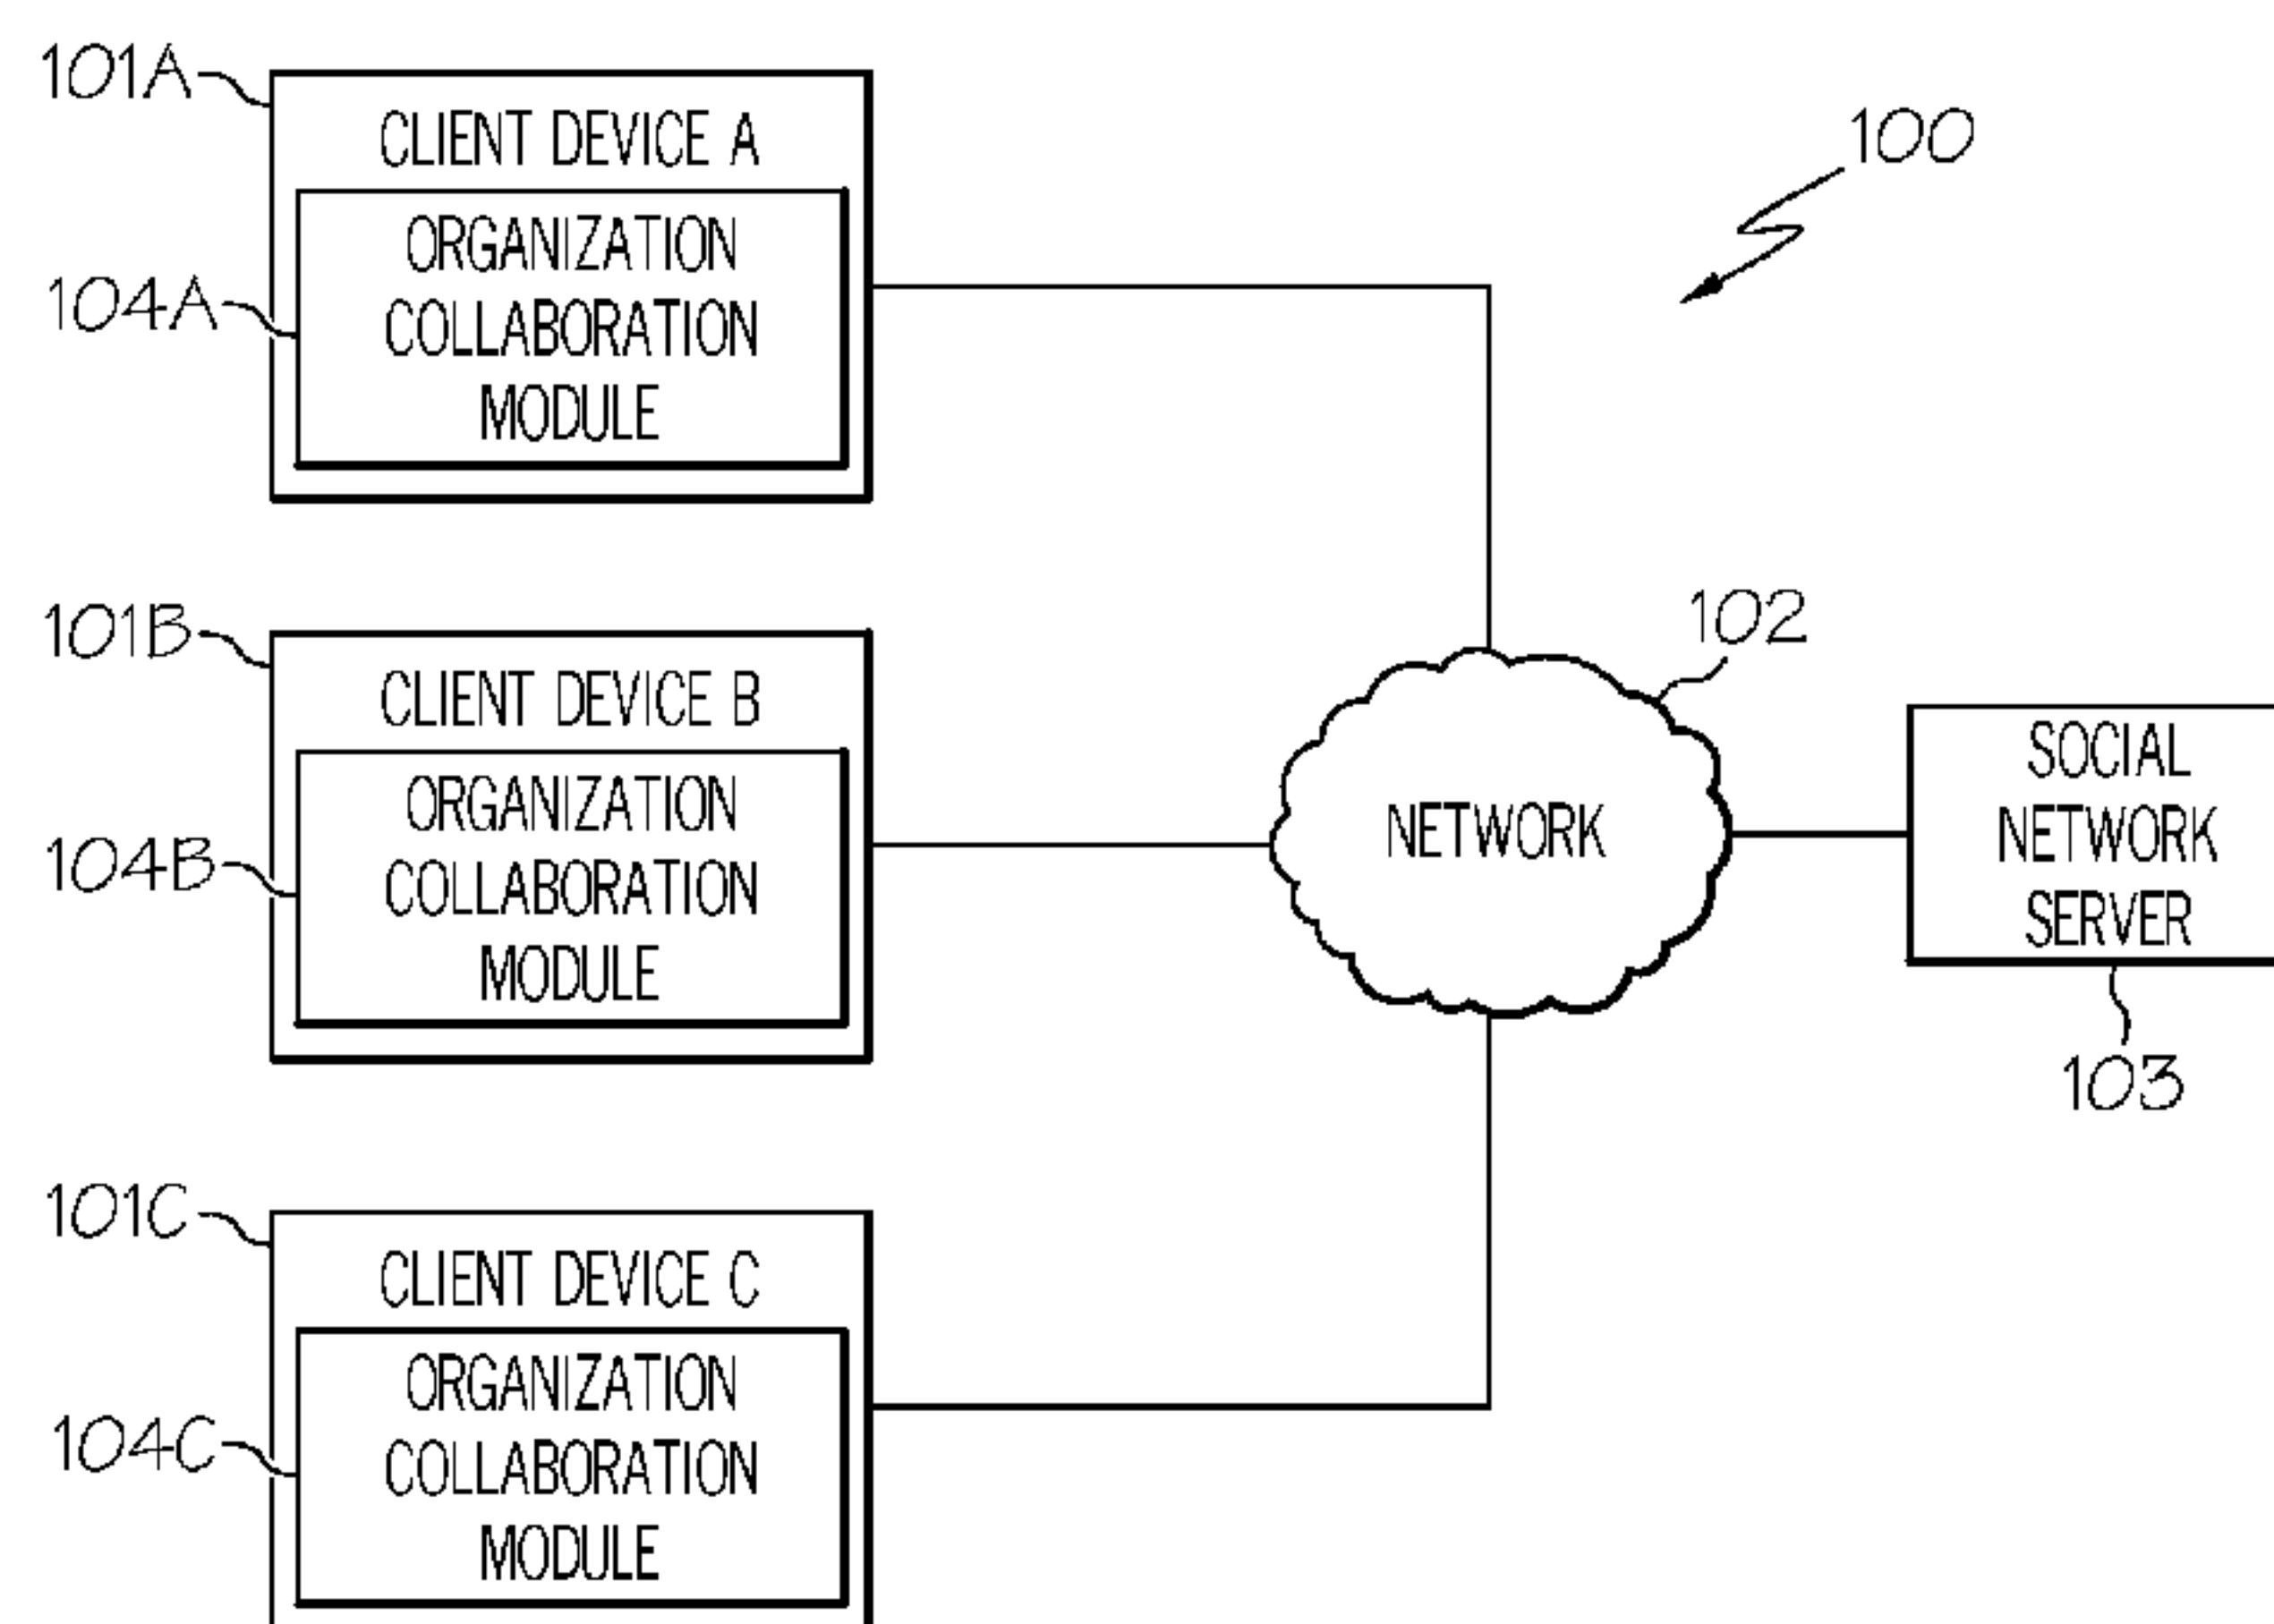 101A
CLIENT DEVICE A
104A
ORGANIZATION
COLLABORATION
MODULE
100
101B
CLIENT DEVICE B
104B
ORGANIZATION
COLLABORATION
MODULE
102
NETWORK
SOCIAL
NETWORK
SERVER
103
101C
CLIENT DEVICE C
104C
ORGANIZATION
COLLABORATION
MODULE